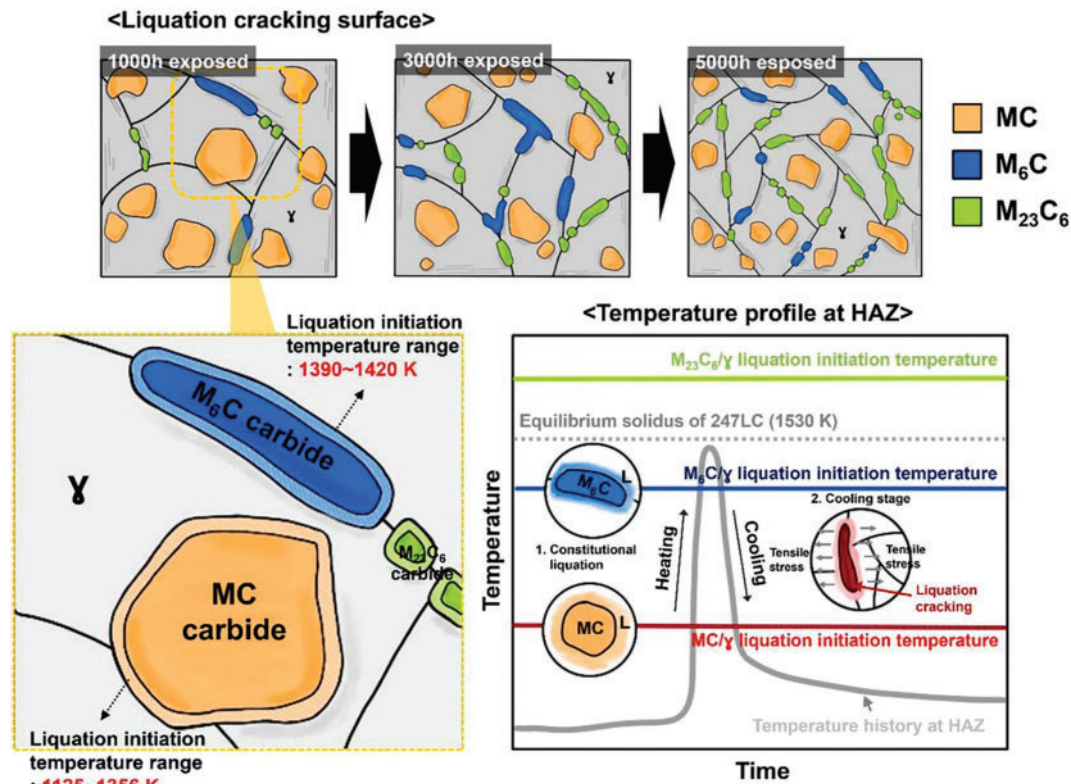 <Liquation cracking surface>
1000h exposed
3000h exposed
5000h esposed
ɣ
ɣ
ɣ
MC
M₆C
M₂₃C₆
Liquation initiation
temperature range
: 1390~1420 K
M₆C carbide
ɣ
M₂₃C₆
carbide
MC
carbide
Liquation initiation
temperature range
<Temperature profile at HAZ>
M₂₃C₆/ɣ liquation initiation temperature
Equilibrium solidus of 247LC (1530 K)
M₆C
L
M₆C/ɣ liquation initiation temperature
1. Constitutional
liquation
Heating
Cooling
2. Cooling stage
Tensile
stress
Tensile
stress
Liquation
cracking
MC
L
MC/ɣ liquation initiation temperature
Temperature history at HAZ
Temperature
Time